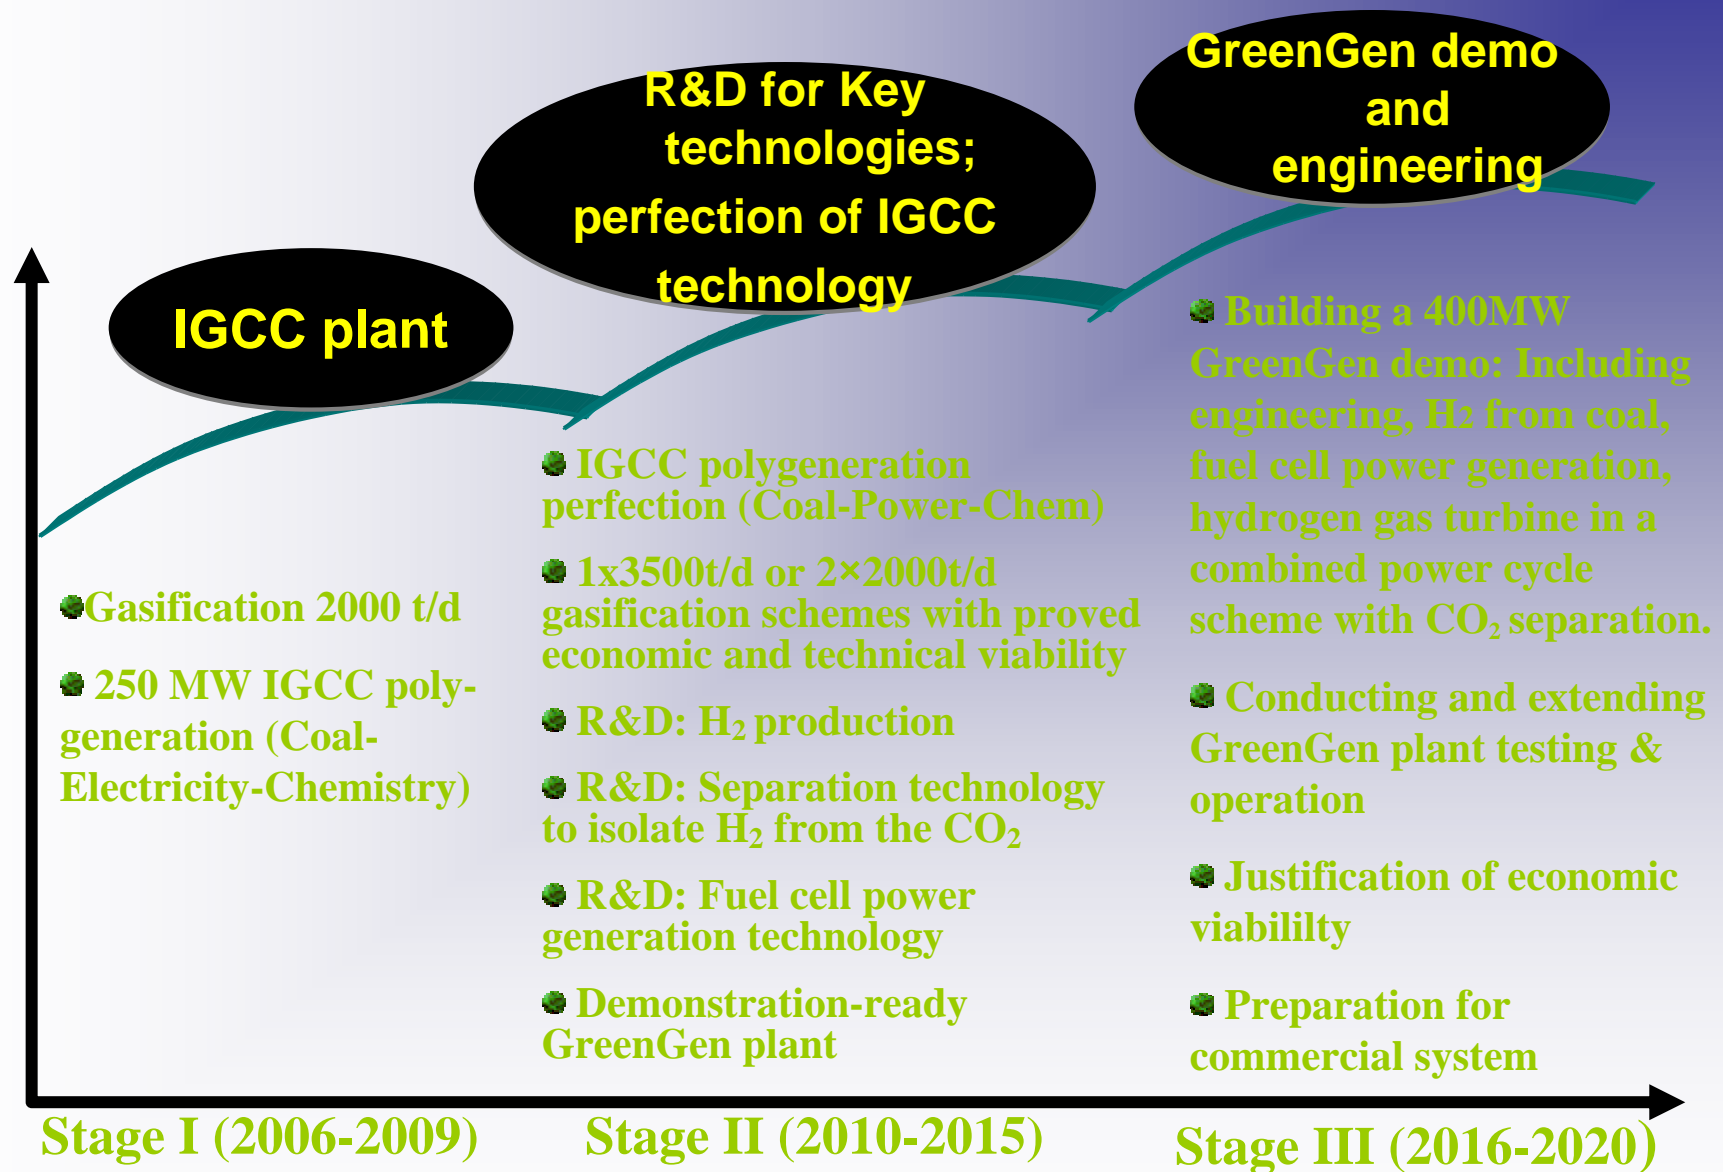 GreenGen demo
and
engineering
R&D for Key
technologies;
perfection of IGCC
technology
IGCC plant
Gasification 2000 t/d
250 MW IGCC poly-
generation (Coal-
Electricity-Chemistry)
IGCC polygeneration
perfection (Coal-Power-Chem)
1x3500t/d or 2×2000t/d
gasification schemes with proved
economic and technical viability
R&D: H₂ production
R&D: Separation technology
to isolate H₂ from the CO₂
R&D: Fuel cell power
generation technology
Demonstration-ready
GreenGen plant
Building a 400MW
GreenGen demo: Including
engineering, H2 from coal,
fuel cell power generation,
hydrogen gas turbine in a
combined power cycle
scheme with CO₂ separation.
Conducting and extending
GreenGen plant testing &
operation
Justification of economic
viabililty
Preparation for
commercial system
Stage I (2006-2009)
Stage II (2010-2015)
Stage III (2016-2020)